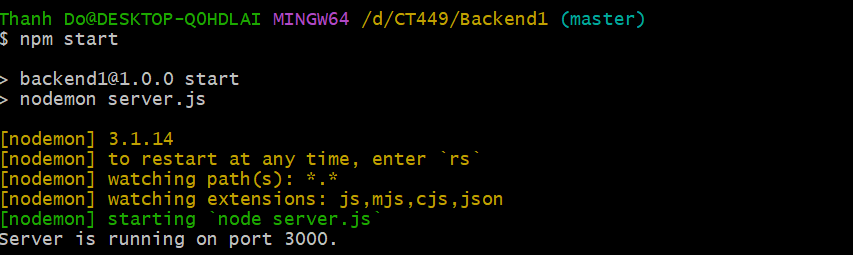 Thanh Do@DESKTOP-Q0HDLAI MINGW64 /d/CT449/Backend1 (master)
$ npm start
> backend1@1.0.0 start
> nodemon server.js
[nodemon] 3.1.14
[nodemon] to restart at any time, enter `rs`
[nodemon] watching path(s): *.*
[nodemon] watching extensions: js,mjs,cjs,json
[nodemon] starting `node server.js`
Server is running on port 3000.